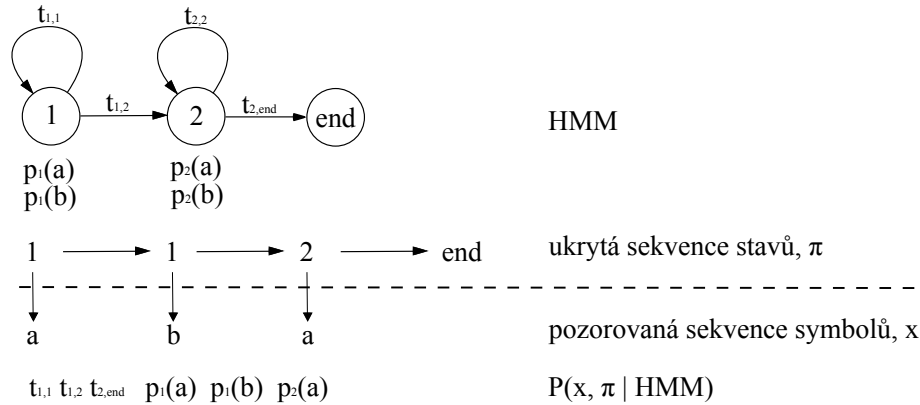 t1,1 t2,2
1 t1,2 2 t2,end end HMM
p1(a) p2(a)
p1(b) p2(b)
1 1 2 end ukrytá sekvence stavů, π
a b a pozorovaná sekvence symbolů, x
t1,1 t1,2 t2,end p1(a) p1(b) p2(a) P(x, π | HMM)